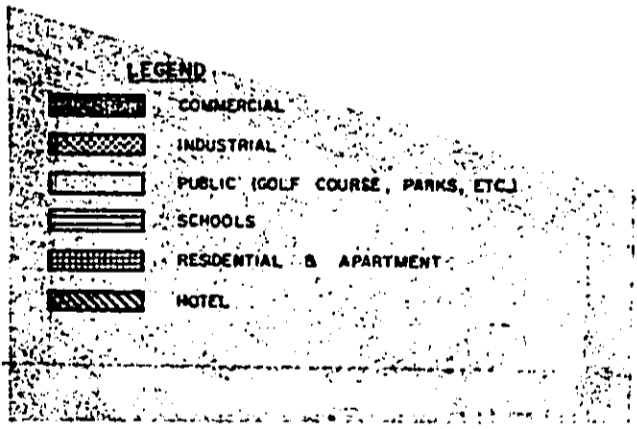 LEGEND
COMMERCIAL
INDUSTRIAL
PUBLIC (GOLF COURSE, PARKS, ETC.)
SCHOOLS
RESIDENTIAL & APARTMENT
HOTEL